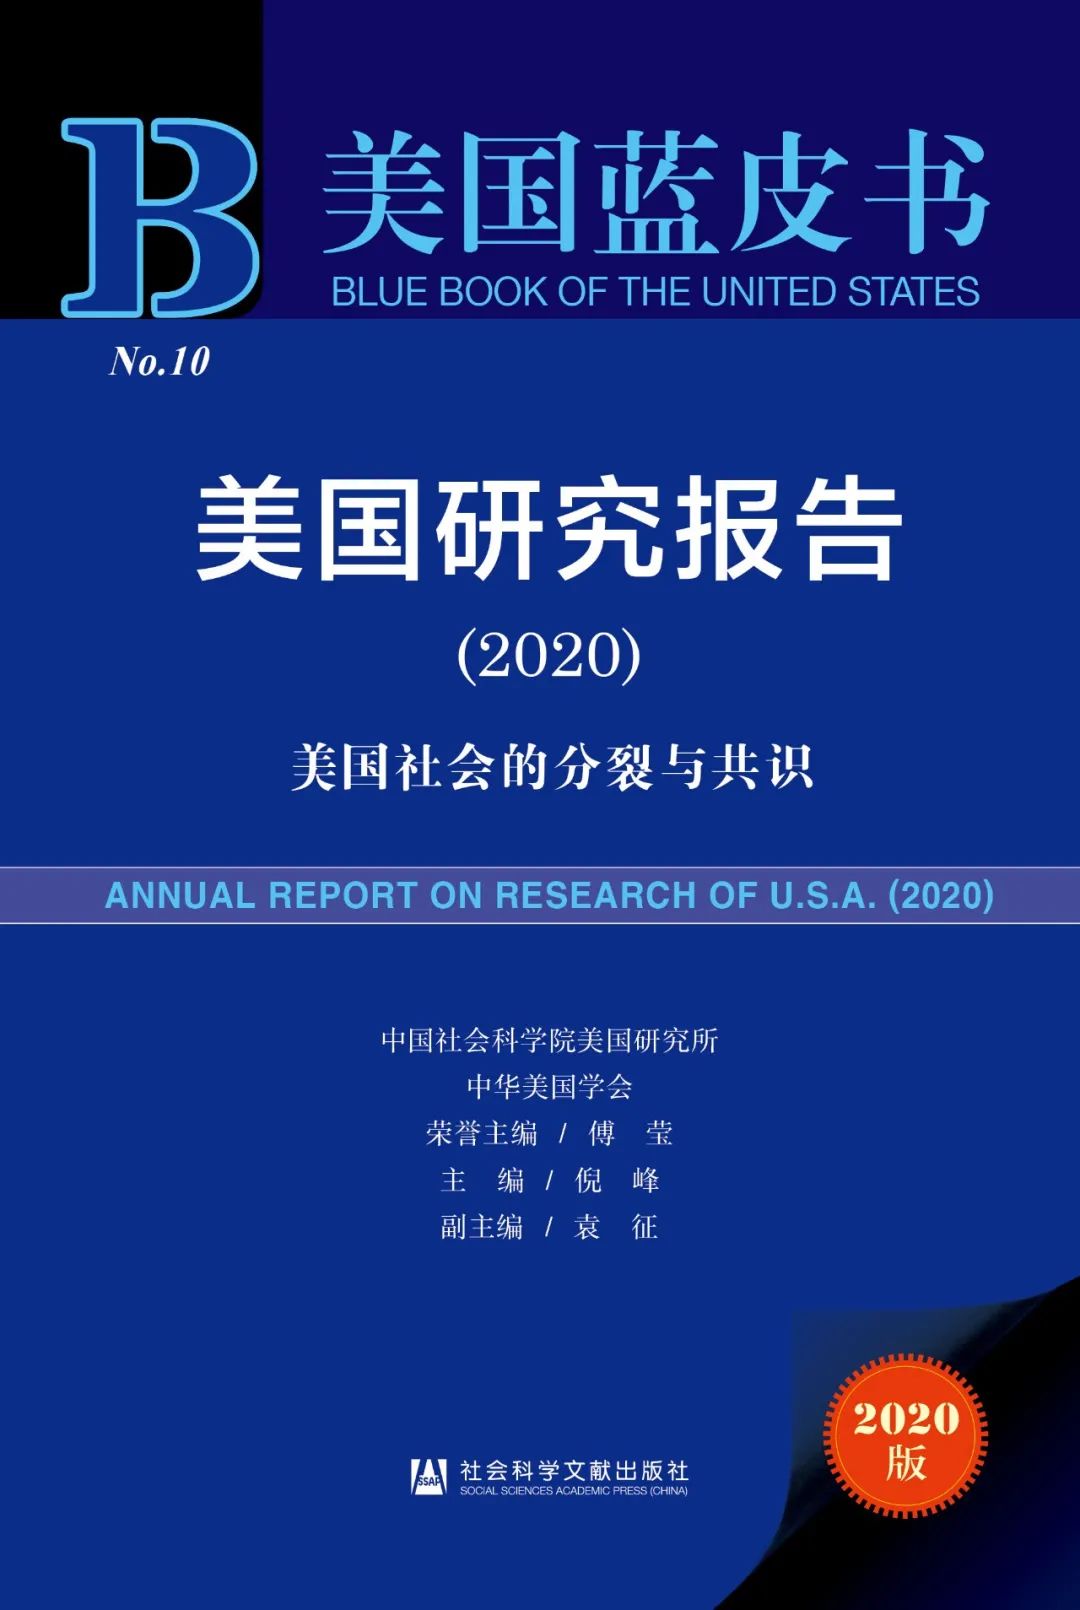 B
美国蓝皮书
BLUE BOOK OF THE UNITED STATES
No.10
美国研究报告
(2020)
美国社会的分裂与共识
ANNUAL REPORT ON RESEARCH OF U.S.A. (2020)
中国社会科学院美国研究所
中华美国学会
荣誉主编 / 傅 莹
主 编 / 倪 峰
副主编 / 袁 征
2020
版
SSAP
社会科学文献出版社
SOCIAL SCIENCES ACADEMIC PRESS (CHINA)